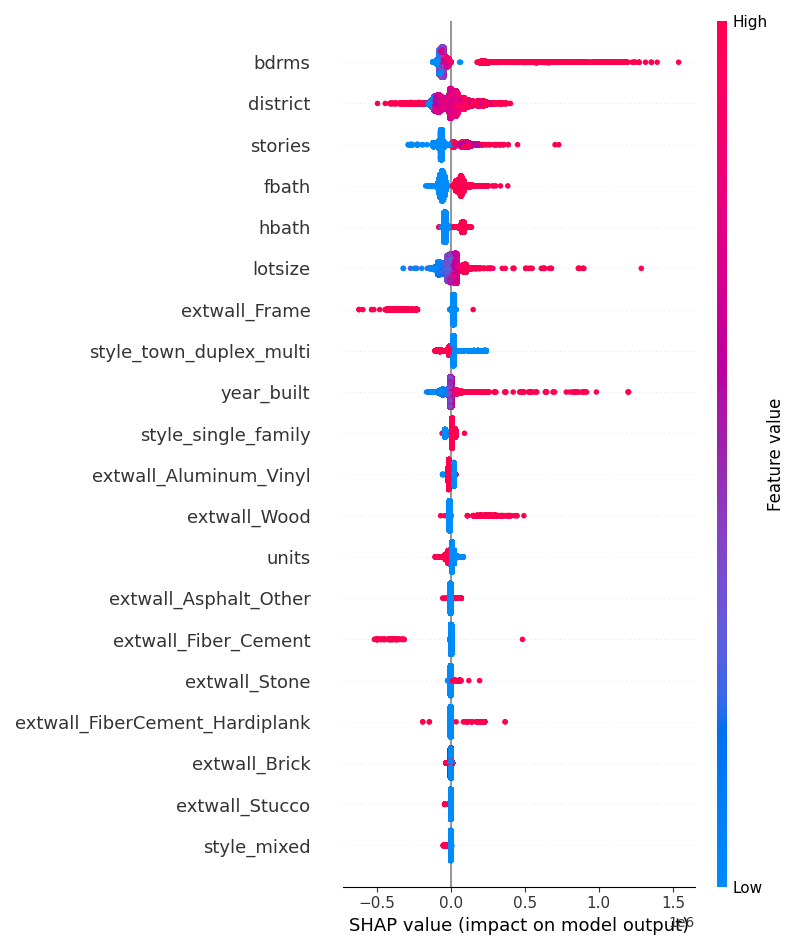 High
bdrms
district
stories
fbath
hbath
lotsize
extwall_Frame
style_town_duplex_multi
year_built
style_single_family
extwall_Aluminum_Vinyl
extwall_Wood
units
extwall_Asphalt_Other
extwall_Fiber_Cement
extwall_Stone
extwall_FiberCement_Hardiplank
extwall_Brick
extwall_Stucco
style_mixed
Feature value
Low
−0.5 0.0 0.5 1.0 1.5
1e6
SHAP value (impact on model output)